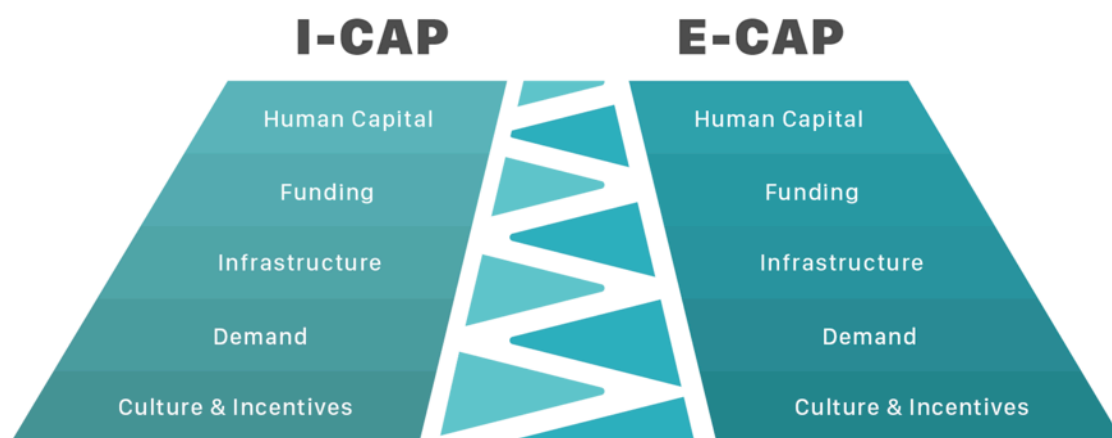 I-CAP
E-CAP
Human Capital
Human Capital
Funding
Funding
Infrastructure
Infrastructure
Demand
Demand
Culture & Incentives
Culture & Incentives